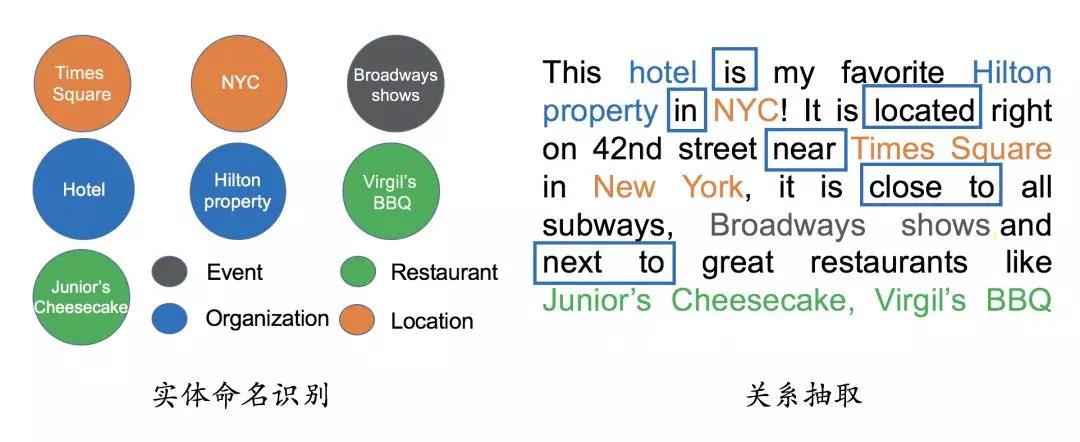 Times
Square
NYC
Broadways
shows
Hotel
Hilton
property
Virgil's
BBQ
Junior's
Cheesecake
Event
Restaurant
Organization
Location
实体命名识别
This hotel is my favorite Hilton
property in NYC! It is located right
on 42nd street near Times Square
in New York, it is close to all
subways, Broadways shows and
next to great restaurants like
Junior's Cheesecake, Virgil's BBQ
关系抽取